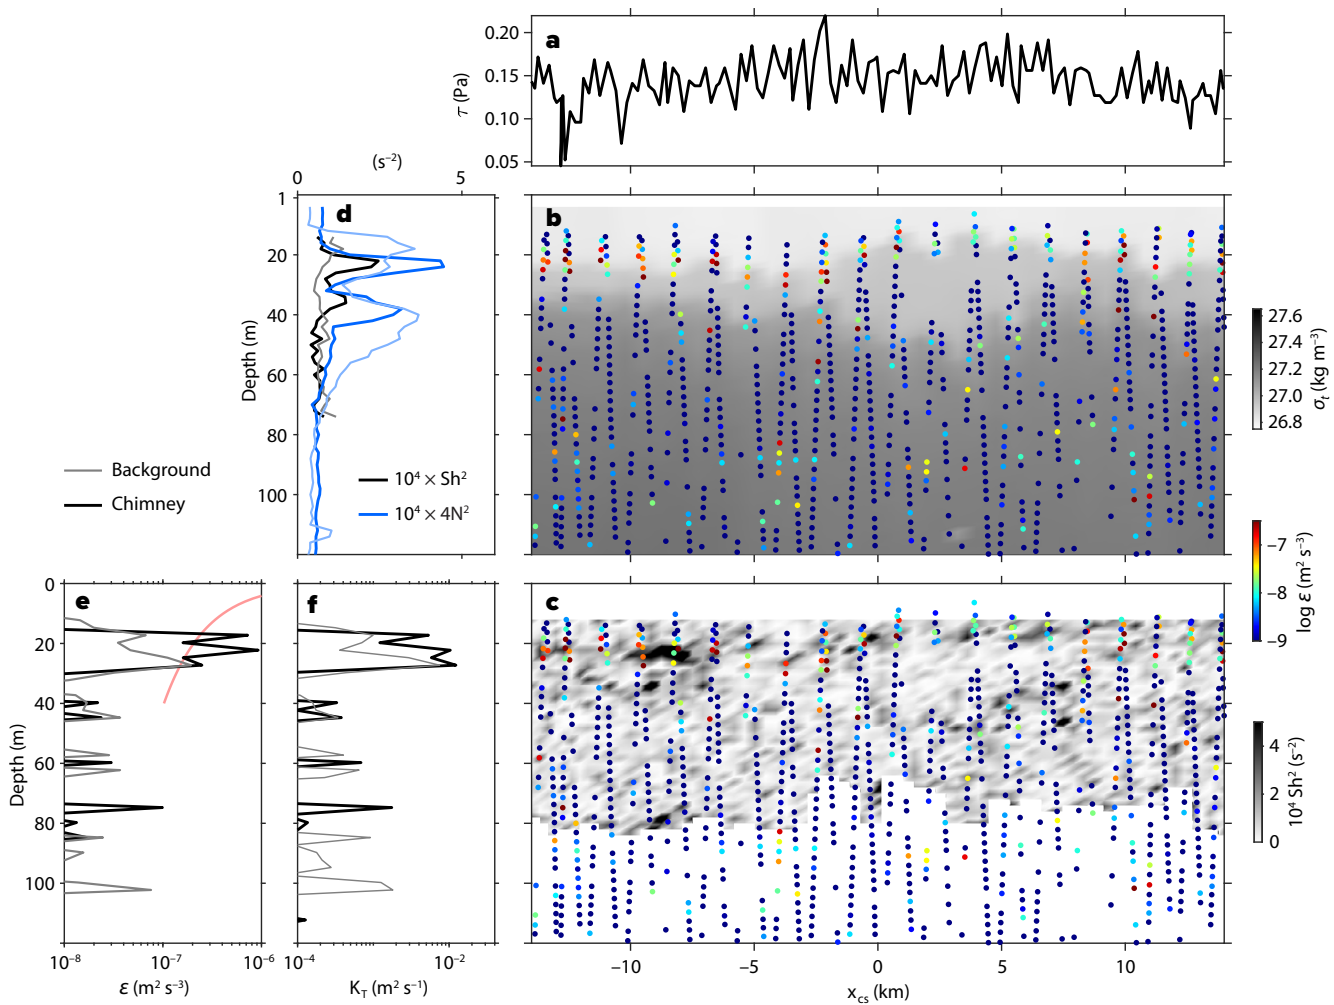 a
0.20
0.15
0.10
0.05
τ (Pa)
(s⁻²)
0 5
d
1
20
40
60
80
100
Depth (m)
10⁴ × Sh²
10⁴ × 4N²
Background
Chimney
b
27.6
27.4
27.2
27.0
26.8
σt (kg m⁻³)
−7
−8
−9
log ε (m² s⁻³)
e
0
20
40
60
80
100
Depth (m)
10⁻⁸ 10⁻⁷ 10⁻⁶
ε (m² s⁻³)
f
10⁻⁴ 10⁻²
KT (m² s⁻¹)
c
−10 −5 0 5 10
xcs (km)
4
2
0
10⁴ Sh² (s⁻²)